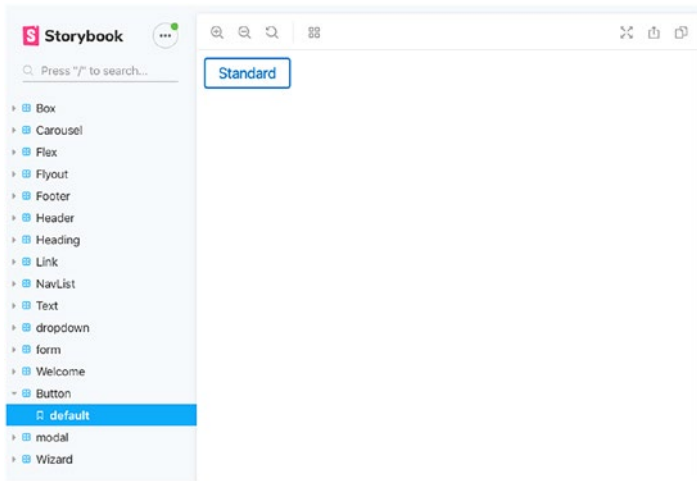 Storybook
Press "/" to search...
Box
Carousel
Flex
Flyout
Footer
Header
Heading
Link
NavList
Text
dropdown
form
Welcome
Button
default
modal
Wizard
Standard